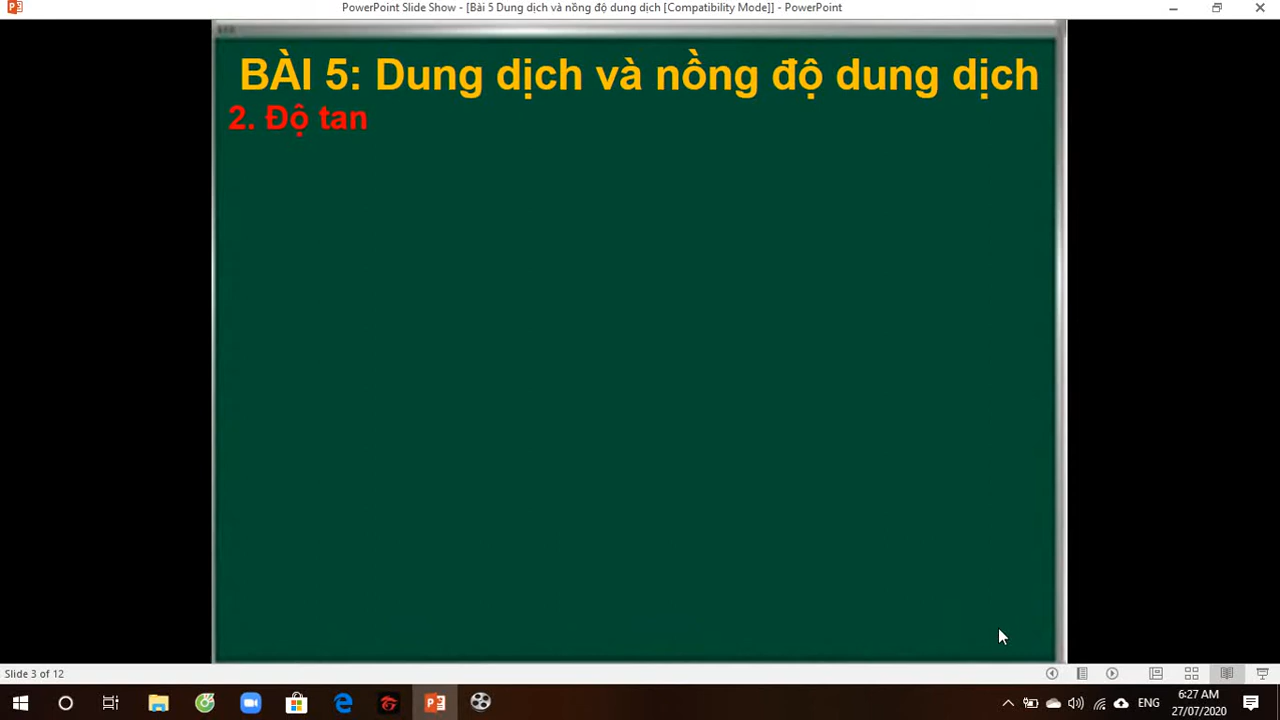 PowerPoint Slide Show - [Bài 5 Dung dịch và nồng độ dung dịch [Compatibility Mode]] - PowerPoint
BÀI 5: Dung dịch và nồng độ dung dịch
2. Độ tan
Slide 3 of 12
ENG
6:27 AM
27/07/2020